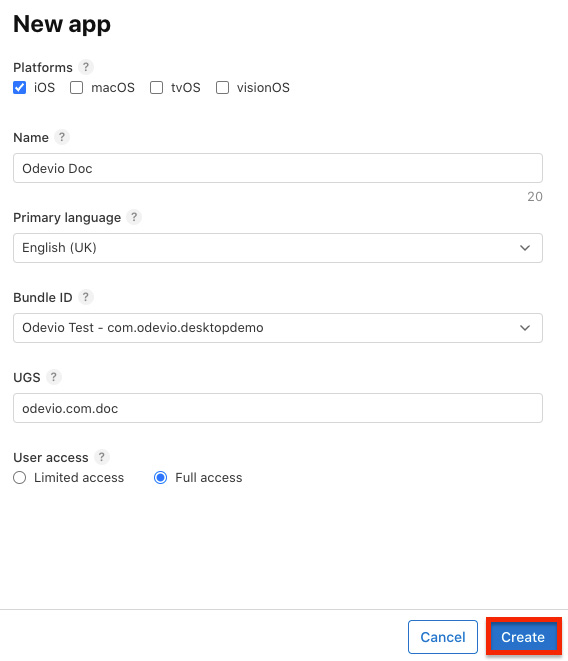 New app
Platforms ?
iOS macOS tvOS visionOS
Name ?
Odevio Doc
20
Primary language ?
English (UK)
Bundle ID ?
Odevio Test - com.odevio.desktopdemo
UGS ?
odevio.com.doc
User access ?
Limited access Full access
Cancel Create